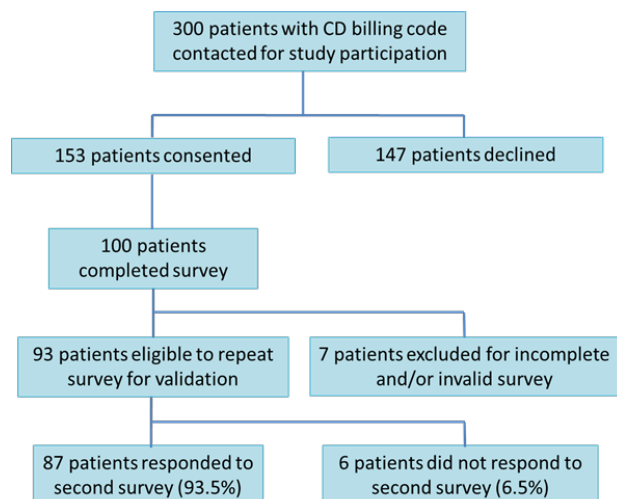 300 patients with CD billing code
contacted for study participation
153 patients consented
147 patients declined
100 patients
completed survey
93 patients eligible to repeat
survey for validation
7 patients excluded for incomplete
and/or invalid survey
87 patients responded to
second survey (93.5%)
6 patients did not respond to
second survey (6.5%)